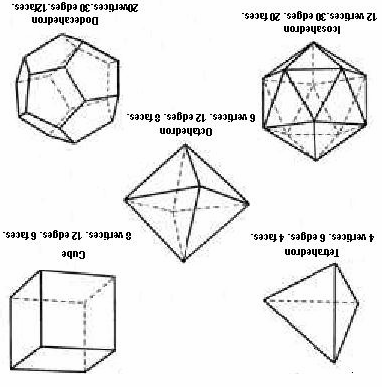 Tetrahedron
4 vertices. 6 edges. 4 faces.
Cube
8 vertices. 12 edges. 6 faces.
Octahedron
6 vertices. 12 edges. 8 faces.
Icosahedron
12 vertices. 30 edges. 20 faces.
Dodecahedron
20vertices. 30 edges. 12faces.